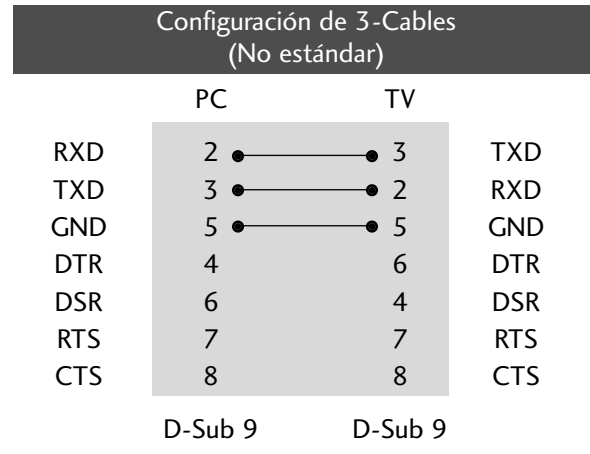 Configuración de 3-Cables
(No estándar)
PC TV
RXD 2 3 TXD
TXD 3 2 RXD
GND 5 5 GND
DTR 4 6 DTR
DSR 6 4 DSR
RTS 7 7 RTS
CTS 8 8 CTS
D-Sub 9 D-Sub 9